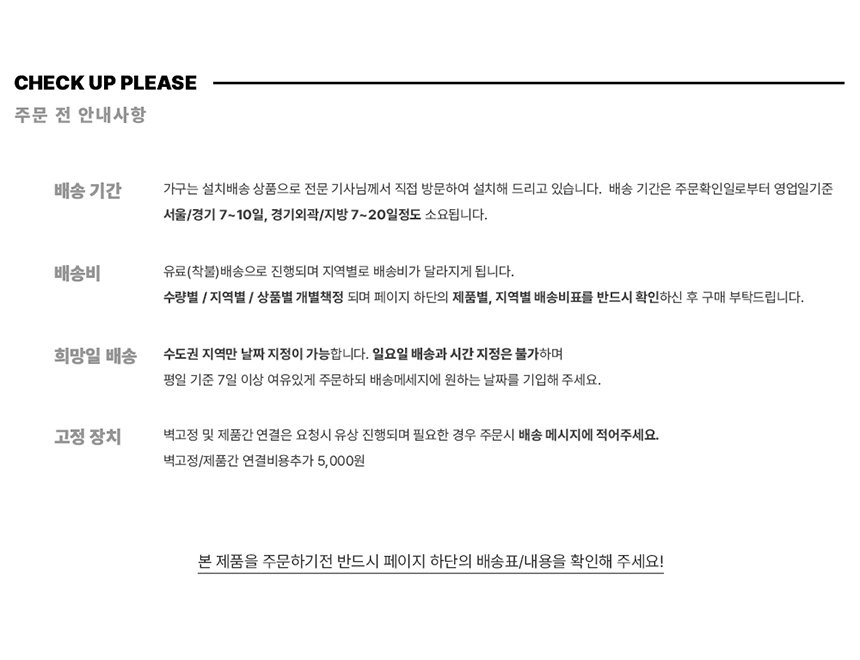 CHECK UP PLEASE
주문 전 안내사항
배송 기간
가구는 설치배송 상품으로 전문 기사님께서 직접 방문하여 설치해 드리고 있습니다. 배송 기간은 주문확인일로부터 영업일기준
서울/경기 7~10일, 경기외곽/지방 7~20일정도 소요됩니다.
배송비
유료(착불)배송으로 진행되며 지역별로 배송비가 달라지게 됩니다.
수량별 / 지역별 / 상품별 개별책정 되며 페이지 하단의 제품별, 지역별 배송비표를 반드시 확인하신 후 구매 부탁드립니다.
희망일 배송
수도권 지역만 날짜 지정이 가능합니다. 일요일 배송과 시간 지정은 불가하며
평일 기준 7일 이상 여유있게 주문하되 배송메세지에 원하는 날짜를 기입해 주세요.
고정 장치
벽고정 및 제품간 연결은 요청시 유상 진행되며 필요한 경우 주문시 배송 메시지에 적어주세요.
벽고정/제품간 연결비용추가 5,000원
본 제품을 주문하기전 반드시 페이지 하단의 배송표/내용을 확인해 주세요!